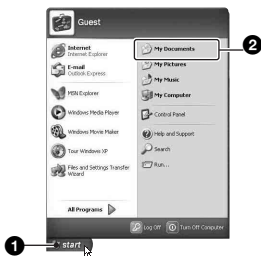 Guest
Internet
Internet Explorer
E-mail
Outlook Express
MSN Explorer
Windows Media Player
Windows Movie Maker
Tour Windows XP
Files and Settings Transfer
Wizard
All Programs
My Documents
2
My Pictures
My Music
My Computer
Control Panel
Help and Support
Search
Run...
Log Off
Turn Off Computer
1
start